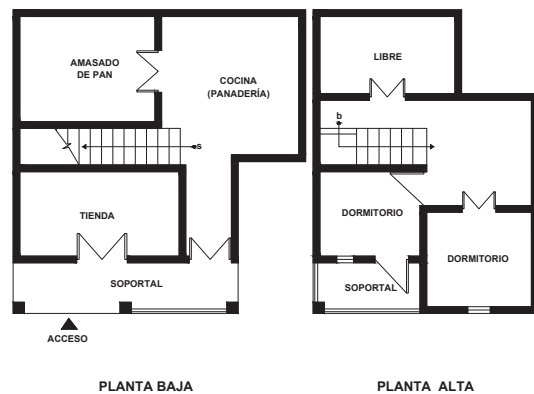 AMASADO
DE PAN
COCINA
(PANADERÍA)
s
TIENDA
SOPORTAL
ACCESO
LIBRE
b
DORMITORIO
DORMITORIO
SOPORTAL
PLANTA BAJA
PLANTA ALTA